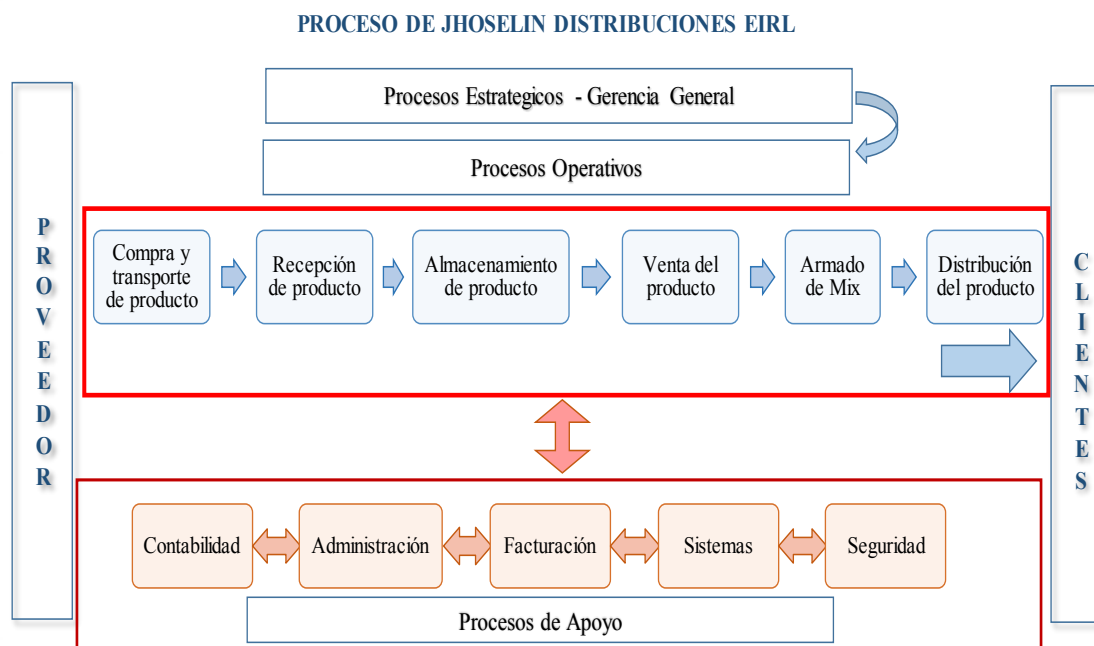 PROCESO DE JHOSELIN DISTRIBUCIONES EIRL
Procesos Estrategicos - Gerencia General
Procesos Operativos
PROVEEDOR
Compra y
transporte
de producto
Recepción
de producto
Almacenamiento
de producto
Venta del
producto
Armado
de Mix
Distribución
del producto
CLIENTES
Contabilidad
Administración
Facturación
Sistemas
Seguridad
Procesos de Apoyo